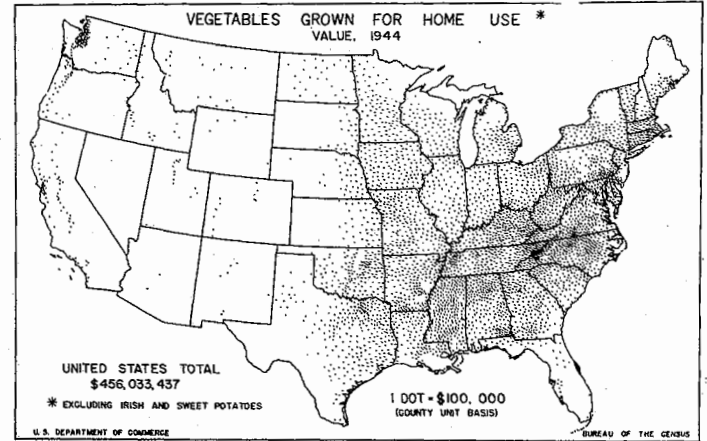 VEGETABLES GROWN FOR HOME USE *
VALUE, 1944
UNITED STATES TOTAL
$456,033,437
* EXCLUDING IRISH AND SWEET POTATOES
1 DOT = $100,000
(COUNTY UNIT BASIS)
U. S. DEPARTMENT OF COMMERCE
BUREAU OF THE CENSUS